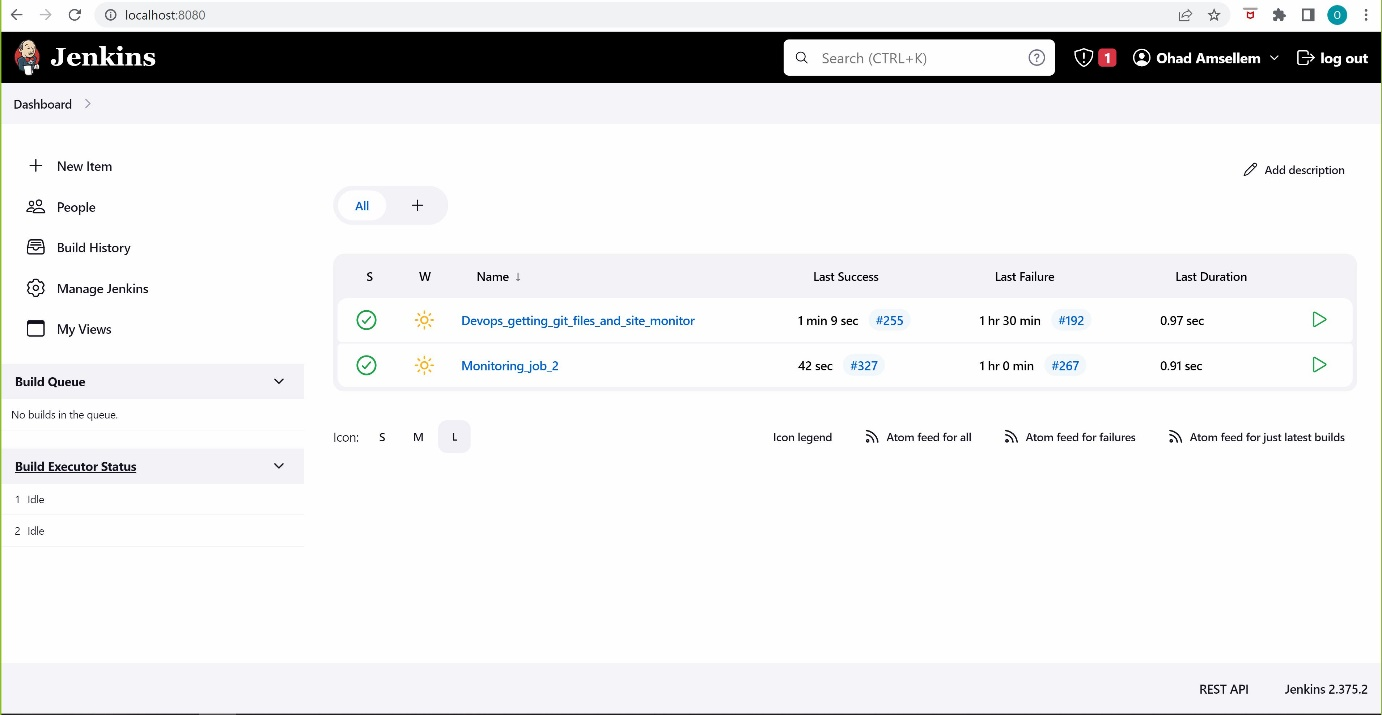 localhost:8080
O
Jenkins
Search (CTRL+K)
1
Ohad Amsellem
log out
Dashboard
New Item
People
Build History
Manage Jenkins
My Views
Build Queue
No builds in the queue.
Build Executor Status
1 Idle
2 Idle
Add description
All +
S W Name ↓ Last Success Last Failure Last Duration
Devops_getting_git_files_and_site_monitor 1 min 9 sec #255 1 hr 30 min #192 0.97 sec
Monitoring_job_2 42 sec #327 1 hr 0 min #267 0.91 sec
Icon: S M L Icon legend Atom feed for all Atom feed for failures Atom feed for just latest builds
REST API Jenkins 2.375.2